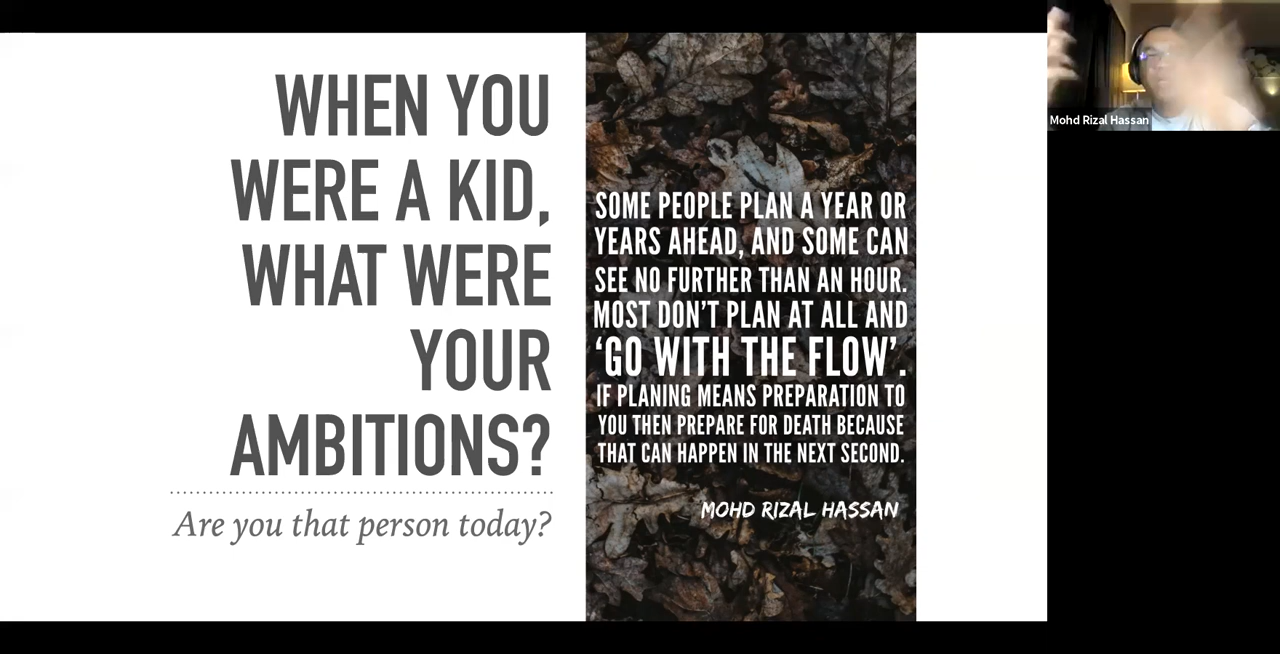 WHEN YOU
WERE A KID,
WHAT WERE
YOUR
AMBITIONS?
Are you that person today?
SOME PEOPLE PLAN A YEAR OR
YEARS AHEAD, AND SOME CAN
SEE NO FURTHER THAN AN HOUR.
MOST DON'T PLAN AT ALL AND
‘GO WITH THE FLOW’.
IF PLANING MEANS PREPARATION TO
YOU THEN PREPARE FOR DEATH BECAUSE
THAT CAN HAPPEN IN THE NEXT SECOND.
MOHD RIZAL HASSAN
Mohd Rizal Hassan